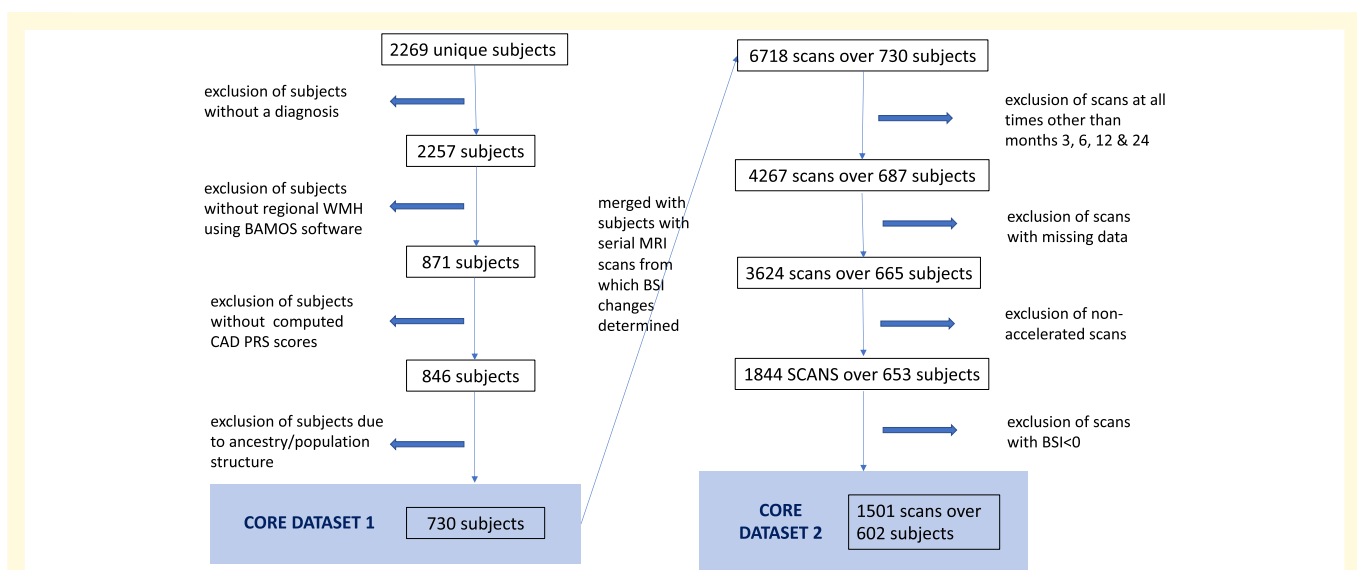 2269 unique subjects
exclusion of subjects
without a diagnosis
2257 subjects
exclusion of subjects
without regional WMH
using BAMOS software
871 subjects
exclusion of subjects
without computed
CAD PRS scores
846 subjects
exclusion of subjects due
to ancestry/population
structure
CORE DATASET 1
730 subjects
merged with
subjects with
serial MRI
scans from
which BSI
changes
determined
6718 scans over 730 subjects
exclusion of scans at all
times other than
months 3, 6, 12 & 24
4267 scans over 687 subjects
exclusion of scans
with missing data
3624 scans over 665 subjects
exclusion of non-
accelerated scans
1844 SCANS over 653 subjects
exclusion of scans
with BSI<0
CORE
DATASET 2
1501 scans over
602 subjects